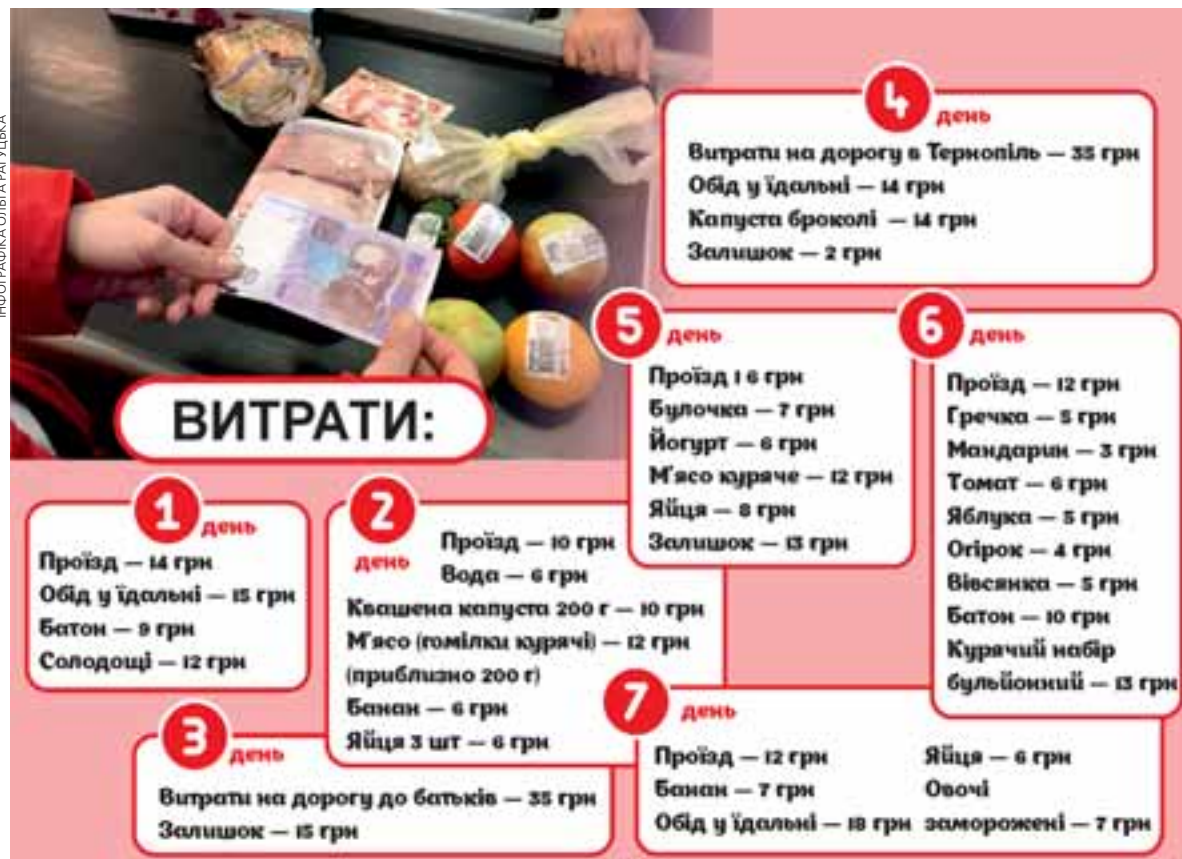 ІНФОГРАФІКА ОЛЬГА РАГУЦЬКА
ВИТРАТИ:
1 день
Проїзд — 14 грн
Обід у їдальні — 15 грн
Батон — 9 грн
Солодощі — 12 грн
2 день
Проїзд — 10 грн
Вода — 6 грн
Квашена капуста 200 г — 10 грн
М'ясо (гомілки курячі) — 12 грн
(приблизно 200 г)
Банан — 6 грн
Яйця 3 шт — 6 грн
3 день
Витрати на дорогу до батьків — 35 грн
Залишок — 15 грн
4 день
Витрати на дорогу в Тернопіль — 35 грн
Обід у їдальні — 14 грн
Капуста броколі — 14 грн
Залишок — 2 грн
5 день
Проїзд 1 6 грн
Булочка — 7 грн
Йогурт — 6 грн
М'ясо куряче — 12 грн
Яйця — 8 грн
Залишок — 13 грн
6 день
Проїзд — 12 грн
Гречка — 5 грн
Мандарин — 3 грн
Томат — 6 грн
Яблука — 5 грн
Огірок — 4 грн
Вівсянка — 5 грн
Батон — 10 грн
Курячий набір
бульйонний — 13 грн
7 день
Проїзд — 12 грн
Банан — 7 грн
Обід у їдальні — 18 грн
Яйця — 6 грн
Овочі
заморожені — 7 грн